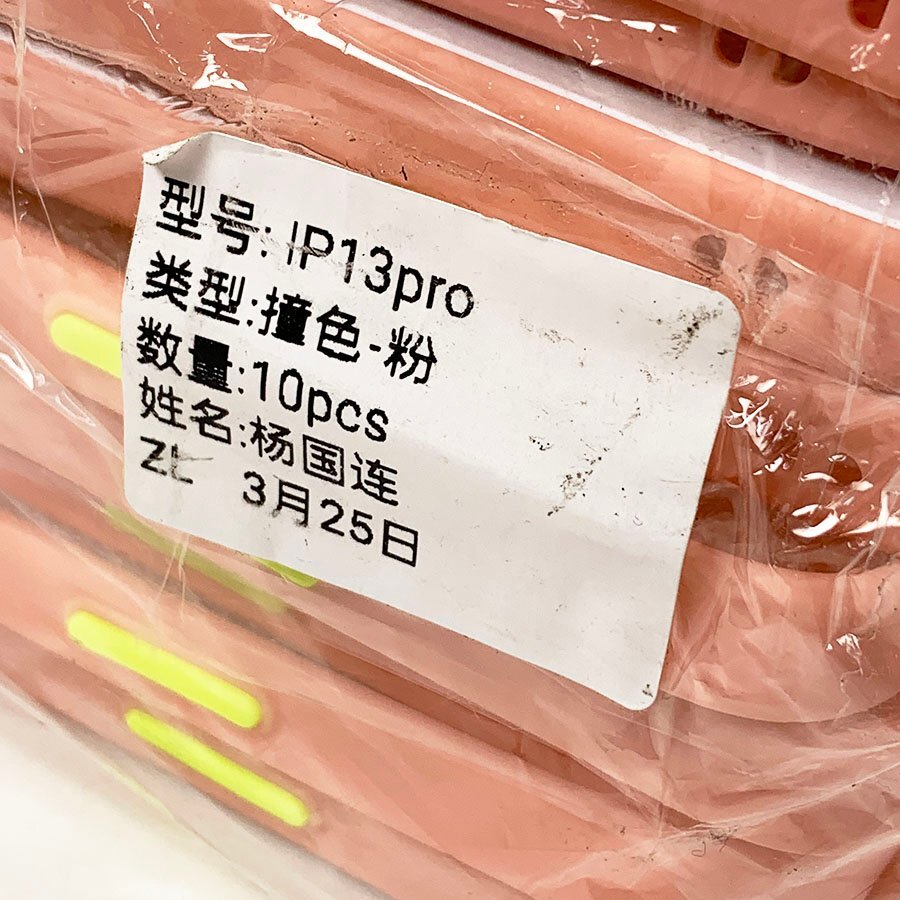 型号: IP13pro
类型:撞色-粉
数量:10pcs
姓名:杨国连
ZL 3月25日